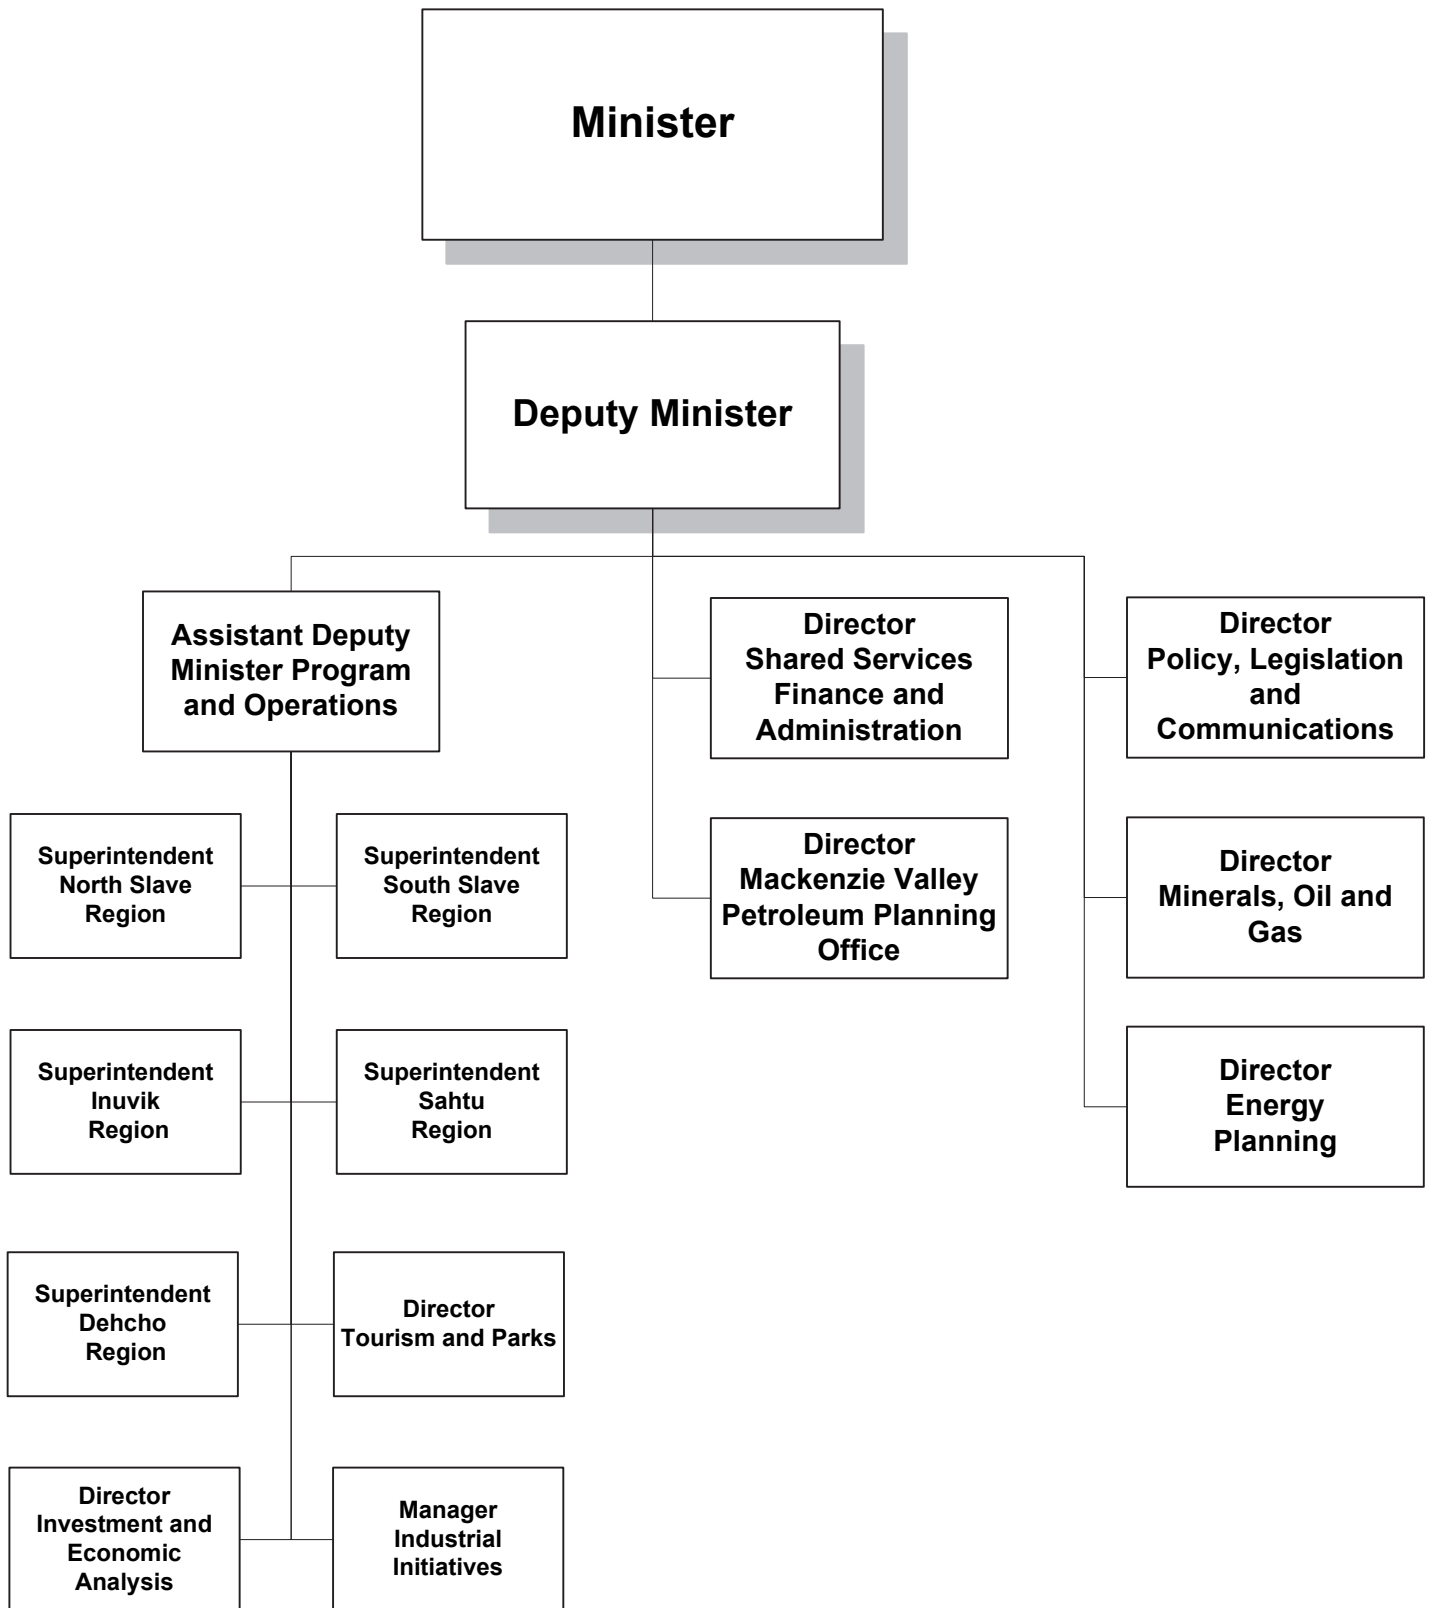 Minister
Deputy Minister
Assistant Deputy
Minister Program
and Operations
Director
Shared Services
Finance and
Administration
Director
Policy, Legislation
and
Communications
Superintendent
North Slave
Region
Superintendent
South Slave
Region
Director
Mackenzie Valley
Petroleum Planning
Office
Director
Minerals, Oil and
Gas
Superintendent
Inuvik
Region
Superintendent
Sahtu
Region
Director
Energy
Planning
Superintendent
Dehcho
Region
Director
Tourism and Parks
Director
Investment and
Economic
Analysis
Manager
Industrial
Initiatives